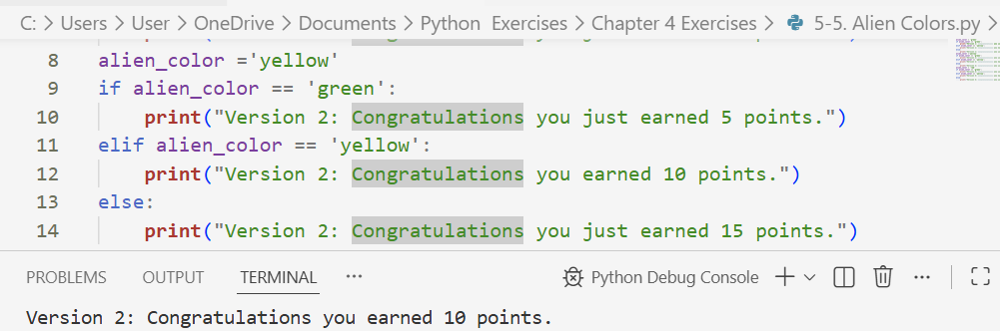 C: > Users > User > OneDrive > Documents > Python Exercises > Chapter 4 Exercises > 5-5. Alien Colors.py >
8 alien_color ='yellow'
9 if alien_color == 'green':
10 print("Version 2: Congratulations you just earned 5 points.")
11 elif alien_color == 'yellow':
12 print("Version 2: Congratulations you earned 10 points.")
13 else:
14 print("Version 2: Congratulations you just earned 15 points.")
PROBLEMS OUTPUT TERMINAL ··· Python Debug Console ···
Version 2: Congratulations you earned 10 points.